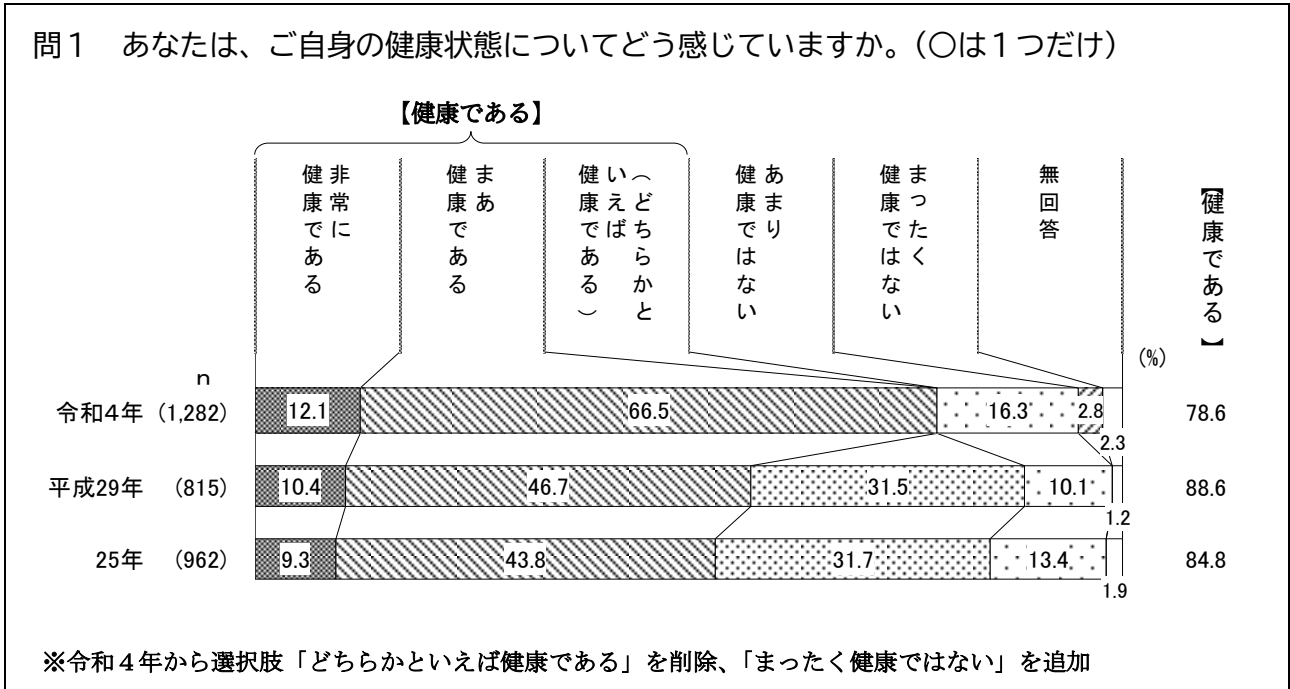 問1　あなたは、ご自身の健康状態についてどう感じていますか。(○は１つだけ)
【健康である】
非常に健康である
まあ健康である
(どちらかといえば健康である)
あまり健康ではない
まったく健康ではない
無回答
【健康である】
(%)
n
令和4年 (1,282) 12.1 66.5 16.3 2.8 2.3 78.6
平成29年 (815) 10.4 46.7 31.5 10.1 1.2 88.6
25年 (962) 9.3 43.8 31.7 13.4 1.9 84.8
※令和４年から選択肢「どちらかといえば健康である」を削除、「まったく健康ではない」を追加